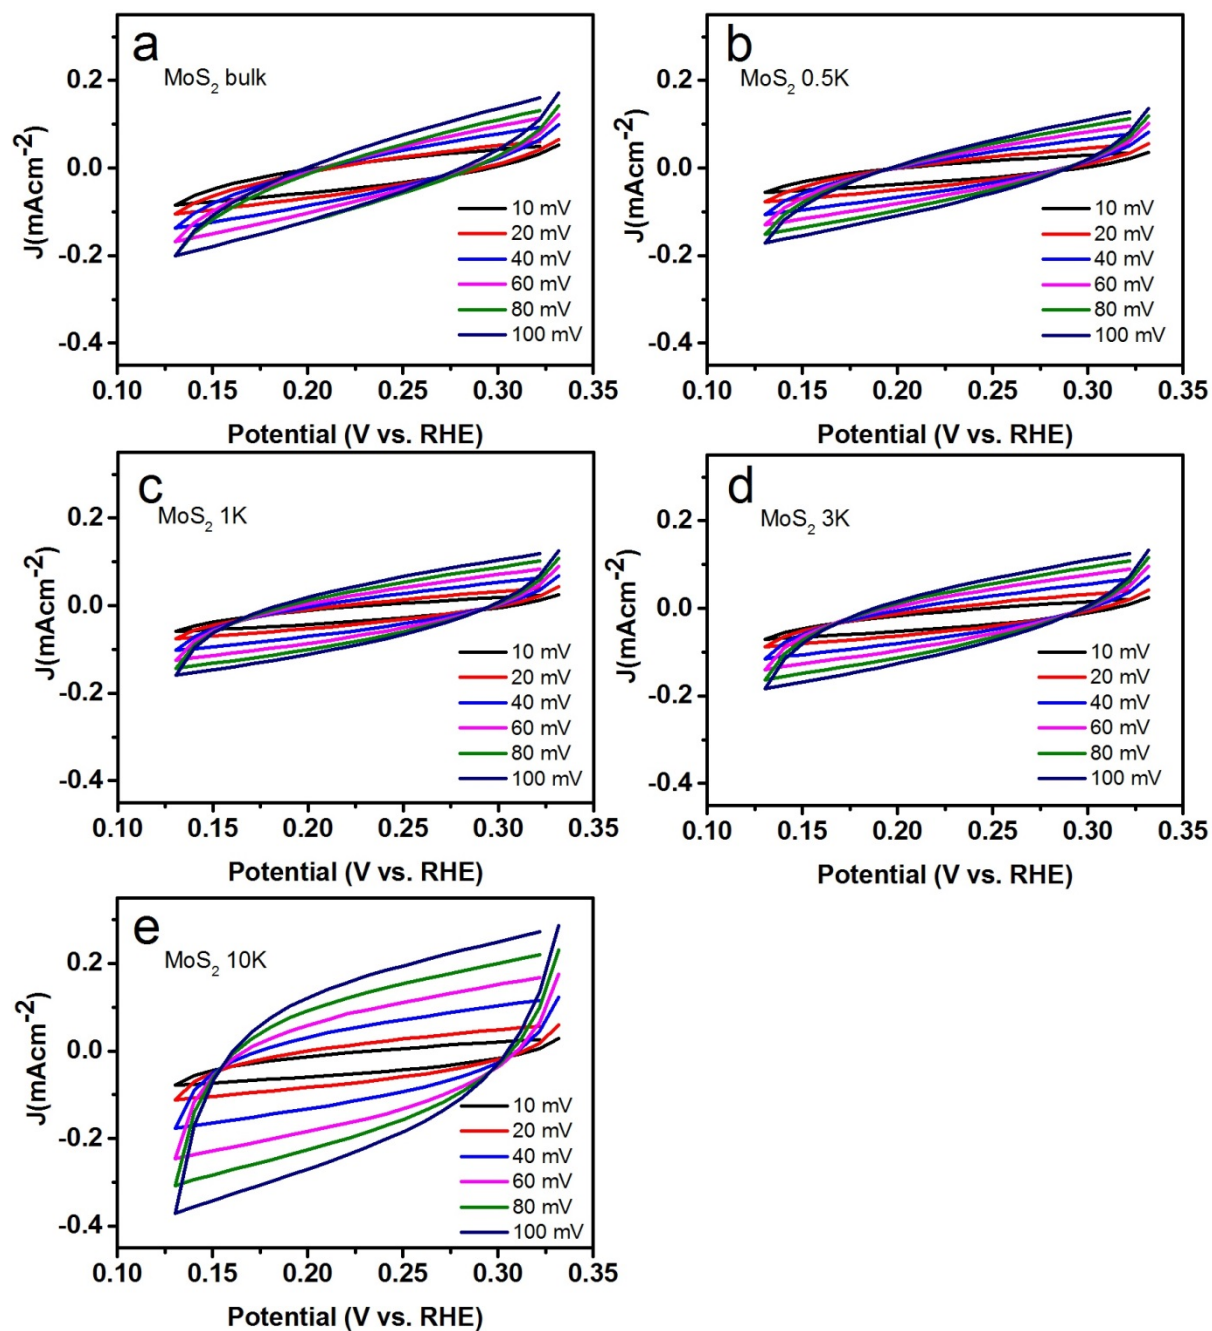 a
MoS2 bulk
J(mAcm-2)
0.2
0.0
-0.2
-0.4
10 mV
20 mV
40 mV
60 mV
80 mV
100 mV
0.10 0.15 0.20 0.25 0.30 0.35
Potential (V vs. RHE)
b
MoS2 0.5K
J(mAcm-2)
0.2
0.0
-0.2
-0.4
10 mV
20 mV
40 mV
60 mV
80 mV
100 mV
0.10 0.15 0.20 0.25 0.30 0.35
Potential (V vs. RHE)
c
MoS2 1K
J(mAcm-2)
0.2
0.0
-0.2
-0.4
10 mV
20 mV
40 mV
60 mV
80 mV
100 mV
0.10 0.15 0.20 0.25 0.30 0.35
Potential (V vs. RHE)
d
MoS2 3K
J(mAcm-2)
0.2
0.0
-0.2
-0.4
10 mV
20 mV
40 mV
60 mV
80 mV
100 mV
0.10 0.15 0.20 0.25 0.30 0.35
Potential (V vs. RHE)
e
MoS2 10K
J(mAcm-2)
0.2
0.0
-0.2
-0.4
10 mV
20 mV
40 mV
60 mV
80 mV
100 mV
0.10 0.15 0.20 0.25 0.30 0.35
Potential (V vs. RHE)